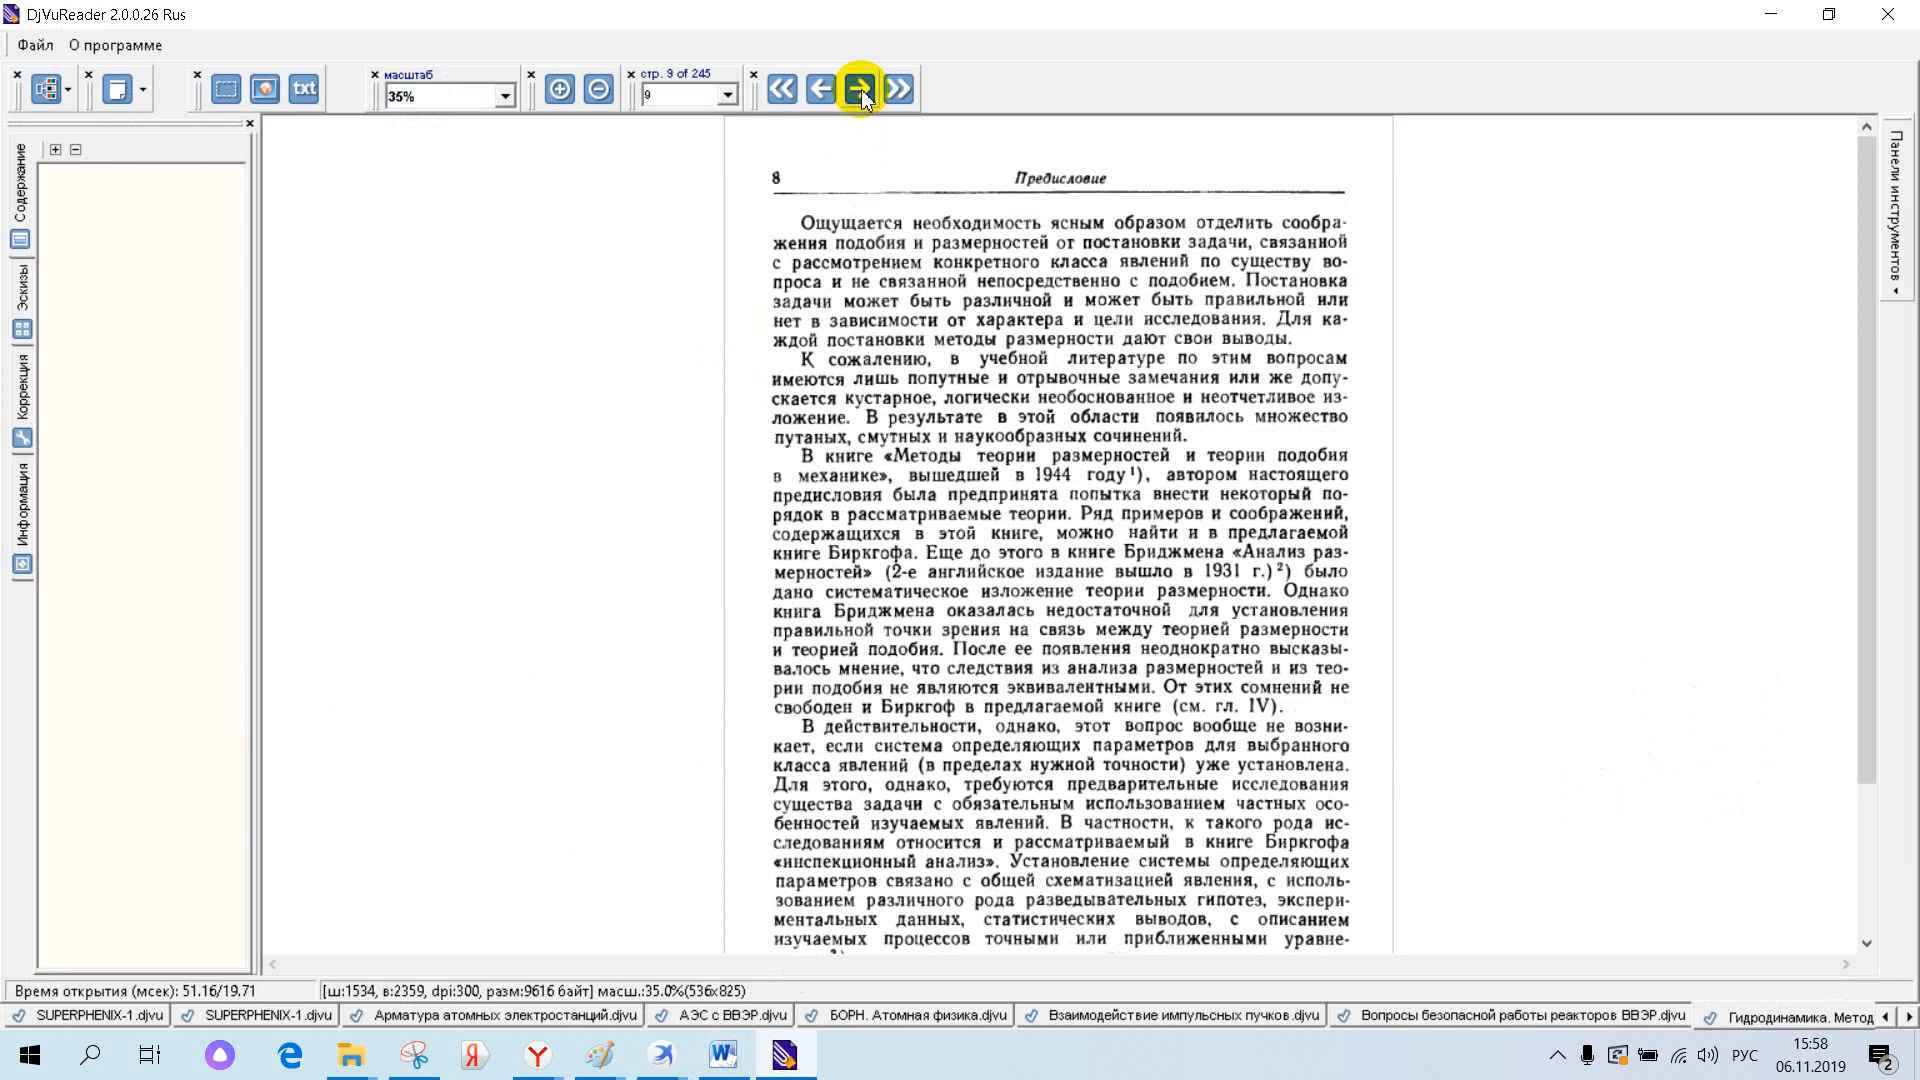 DjVuReader 2.0.0.26 Rus
Файл О программе
масштаб
35%
стр. 9 of 245
9
txt
Содержание
Эскизы
Коррекция
Информация
Панели инструментов
8 Предисловие
Ощущается необходимость ясным образом отделить сообра-
жения подобия и размерностей от постановки задачи, связанной
с рассмотрением конкретного класса явлений по существу во-
проса и не связанной непосредственно с подобием. Постановка
задачи может быть различной и может быть правильной или
нет в зависимости от характера и цели исследования. Для ка-
ждой постановки методы размерности дают свои выводы.
К сожалению, в учебной литературе по этим вопросам
имеются лишь попутные и отрывочные замечания или же допу-
скается кустарное, логически необоснованное и неотчетливое из-
ложение. В результате в этой области появилось множество
путаных, смутных и наукообразных сочинений.
В книге «Методы теории размерностей и теории подобия
в механике», вышедшей в 1944 году ¹), автором настоящего
предисловия была предпринята попытка внести некоторый по-
рядок в рассматриваемые теории. Ряд примеров и соображений,
содержащихся в этой книге, можно найти и в предлагаемой
книге Биркгофа. Еще до этого в книге Бриджмена «Анализ раз-
мерностей» (2-е английское издание вышло в 1931 г.) ²) было
дано систематическое изложение теории размерности. Однако
книга Бриджмена оказалась недостаточной для установления
правильной точки зрения на связь между теорией размерности
и теорией подобия. После ее появления неоднократно высказы-
валось мнение, что следствия из анализа размерностей и из тео-
рии подобия не являются эквивалентными. От этих сомнений не
свободен и Биркгоф в предлагаемой книге (см. гл. IV).
В действительности, однако, этот вопрос вообще не возни-
кает, если система определяющих параметров для выбранного
класса явлений (в пределах нужной точности) уже установлена.
Для этого, однако, требуются предварительные исследования
существа задачи с обязательным использованием частных осо-
бенностей изучаемых явлений. В частности, к такого рода ис-
следованиям относится и рассматриваемый в книге Биркгофа
«инспекционный анализ». Установление системы определяющих
параметров связано с общей схематизацией явления, с исполь-
зованием различного рода разведывательных гипотез, экспери-
ментальных данных, статистических выводов, с описанием
изучаемых процессов точными или приближенными уравне-
Время открытия (мсек): 51.16/19.71 [ш:1534, в:2359, dpi:300, разм:9616 байт] масш.:35.0%(536x825)
SUPERPHENIX-1.djvu SUPERPHENIX-1.djvu Арматура атомных электростанций.djvu АЭС с ВВЭР.djvu БОРН. Атомная физика.djvu Взаимодействие импульсных пучков .djvu Вопросы безопасной работы реакторов ВВЭР.djvu Гидродинамика. Метод
РУС
15:58
06.11.2019
2